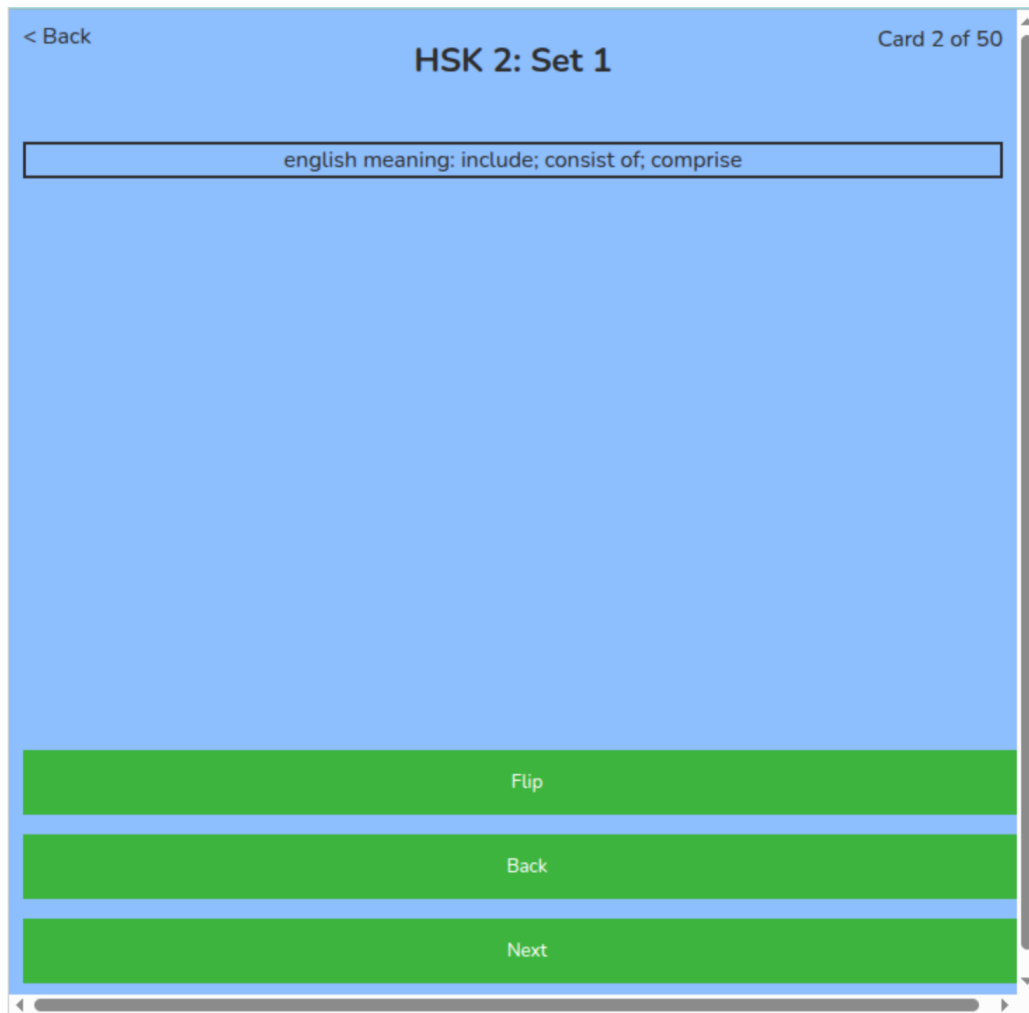 < Back
Card 2 of 50
HSK 2: Set 1
english meaning: include; consist of; comprise
Flip
Back
Next